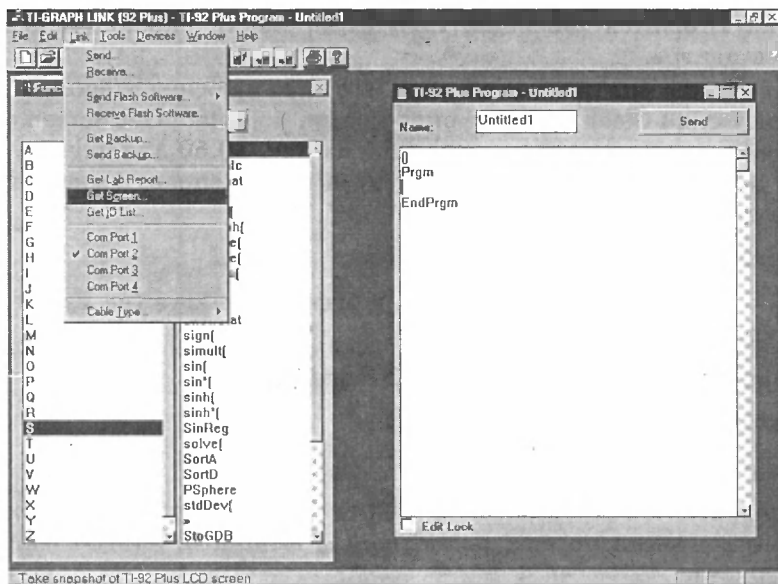 TI-GRAPH LINK (92 Plus) - TI-92 Plus Program - Untitled1
File Edit Link Tools Devices Window Help
Send...
Receive...
Send Flash Software...
Receive Flash Software
Get Backup...
Send Backup...
Get Lab Report...
Get Screen...
Get ID List...
Com Port 1
✓ Com Port 2
Com Port 3
Com Port 4
Cable Type...
A
B
C
D
E
F
G
H
I
J
K
L
M
N
O
P
Q
R
S
T
U
V
W
X
Y
Z
sign(
simult(
sin(
sin*(
sinh(
sinh*(
SinReg
solve(
SortA
SortD
PSphere
stdDev(
►
StoGDB
TI-92 Plus Program - Untitled1
Name: Untitled1 Send
()
Prgm
EndPrgm
Edit Lock
Take snapshot of TI-92 Plus LCD screen